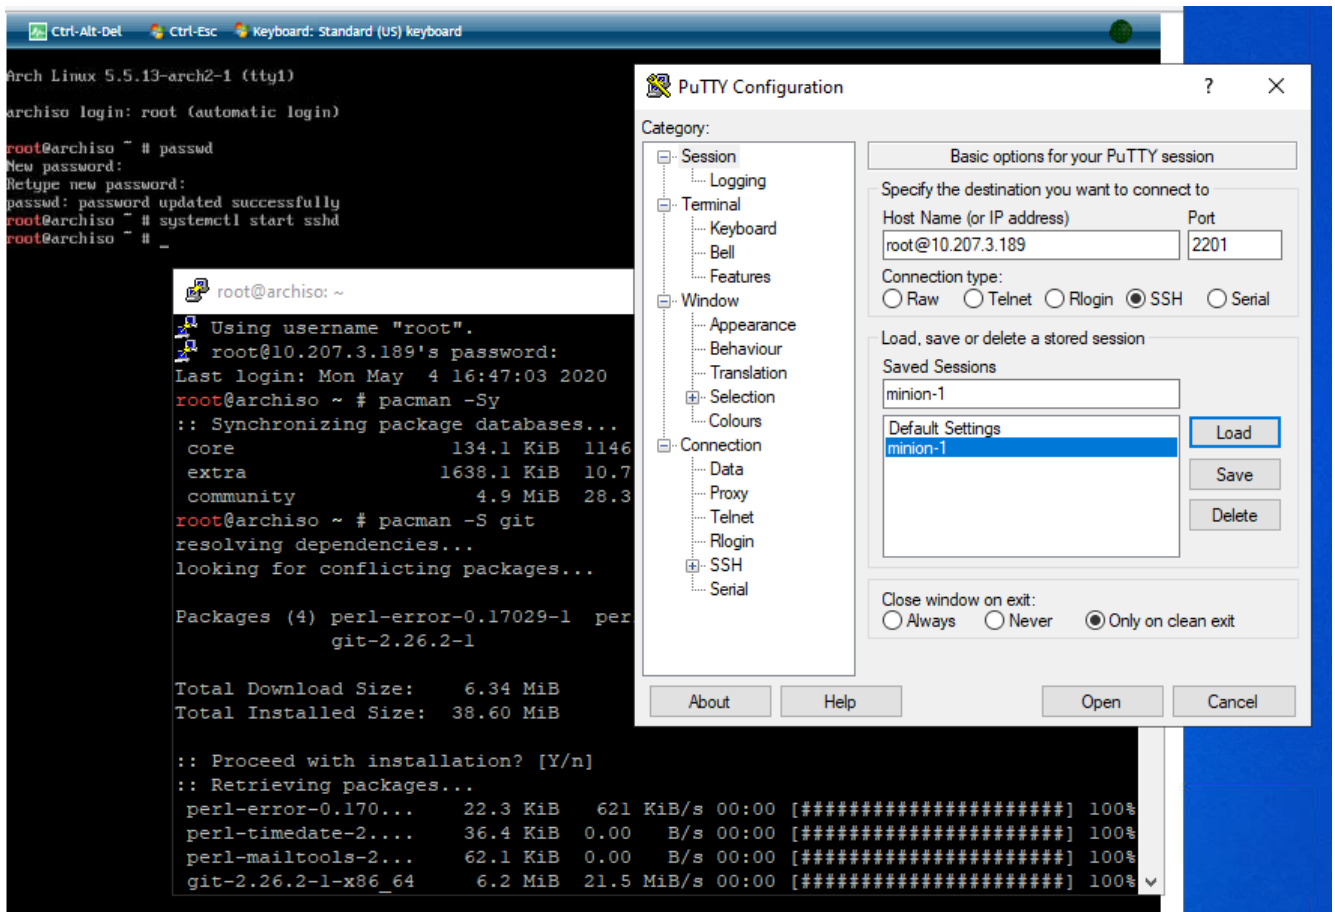 Ctrl-Alt-Del Ctrl-Esc Keyboard: Standard (US) keyboard
Arch Linux 5.5.13-arch2-1 (tty1)
archiso login: root (automatic login)
root@archiso ~ # passwd
New password:
Retype new password:
passwd: password updated successfully
root@archiso ~ # systemctl start sshd
root@archiso ~ # _
root@archiso: ~
Using username "root".
root@10.207.3.189's password:
Last login: Mon May  4 16:47:03 2020
root@archiso ~ # pacman -Sy
:: Synchronizing package databases...
core 134.1 KiB 1146
extra 1638.1 KiB 10.7
community 4.9 MiB 28.3
root@archiso ~ # pacman -S git
resolving dependencies...
looking for conflicting packages...
Packages (4) perl-error-0.17029-1 per
git-2.26.2-1
Total Download Size: 6.34 MiB
Total Installed Size: 38.60 MiB
:: Proceed with installation? [Y/n]
:: Retrieving packages...
perl-error-0.170... 22.3 KiB 621 KiB/s 00:00 [######################] 100%
perl-timedate-2.... 36.4 KiB 0.00 B/s 00:00 [######################] 100%
perl-mailtools-2... 62.1 KiB 0.00 B/s 00:00 [######################] 100%
git-2.26.2-1-x86_64 6.2 MiB 21.5 MiB/s 00:00 [######################] 100%
PuTTY Configuration ? ×
Category:
Session
Logging
Terminal
Keyboard
Bell
Features
Window
Appearance
Behaviour
Translation
Selection
Colours
Connection
Data
Proxy
Telnet
Rlogin
SSH
Serial
Basic options for your PuTTY session
Specify the destination you want to connect to
Host Name (or IP address) Port
root@10.207.3.189 2201
Connection type:
Raw Telnet Rlogin SSH Serial
Load, save or delete a stored session
Saved Sessions
minion-1
Default Settings
minion-1
Load
Save
Delete
Close window on exit:
Always Never Only on clean exit
About Help Open Cancel